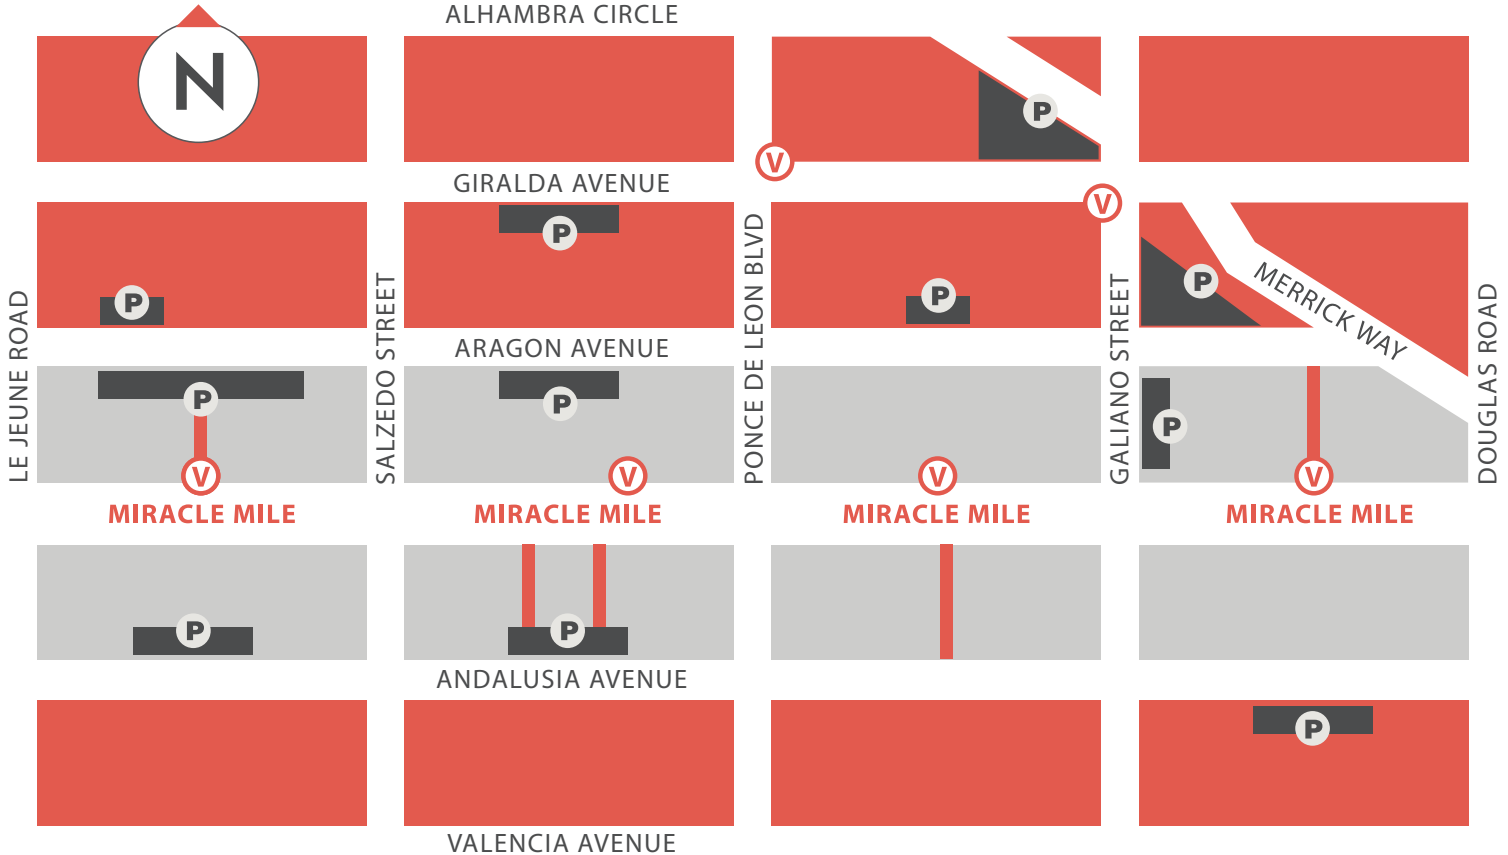 ALHAMBRA CIRCLE
N
P
V
GIRALDA AVENUE
V
P
P
P
P
MERRICK WAY
LE JEUNE ROAD
SALZEDO STREET
PONCE DE LEON BLVD
GALIANO STREET
DOUGLAS ROAD
ARAGON AVENUE
P
P
P
V
V
V
V
MIRACLE MILE
MIRACLE MILE
MIRACLE MILE
MIRACLE MILE
P
P
ANDALUSIA AVENUE
P
VALENCIA AVENUE